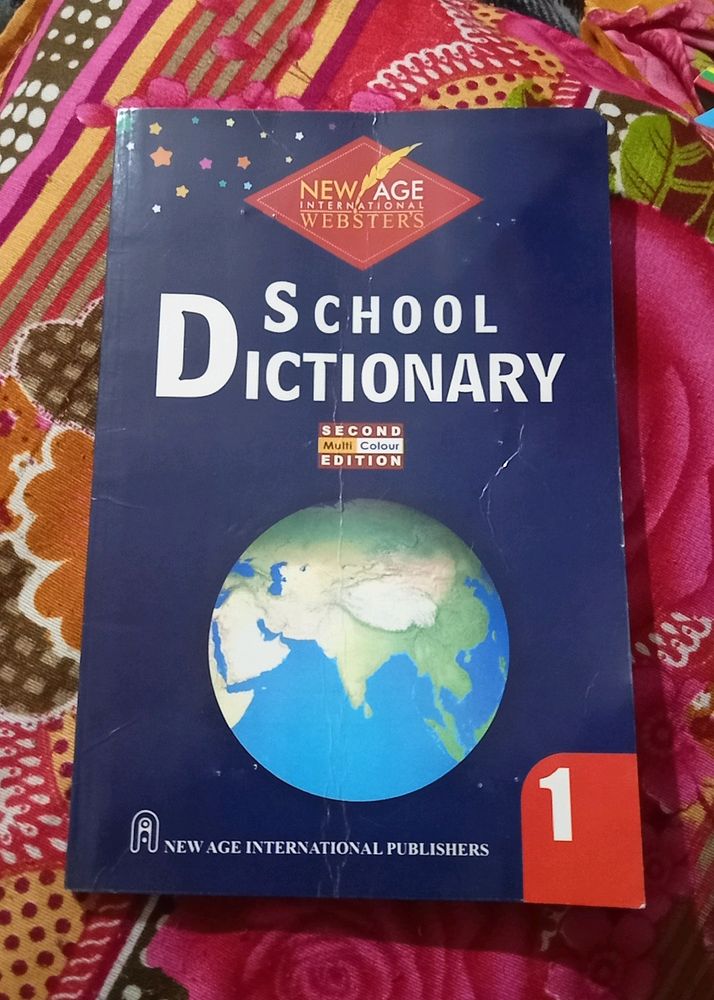 NEW AGE
INTERNATIONAL
WEBSTER'S
SCHOOL
DICTIONARY
SECOND
Multi Colour
EDITION
1
NEW AGE INTERNATIONAL PUBLISHERS